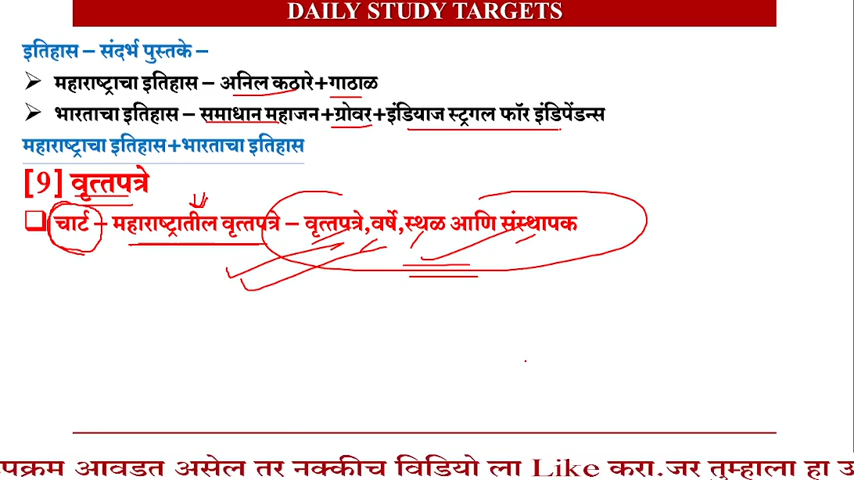 DAILY STUDY TARGETS
इतिहास – संदर्भ पुस्तके –
➢ महाराष्ट्राचा इतिहास – अनिल कठारे+गाठाळ
➢ भारताचा इतिहास – समाधान महाजन+ग्रोवर+इंडियाज स्ट्रगल फॉर इंडिपेंडन्स
महाराष्ट्राचा इतिहास+भारताचा इतिहास
[9] वृत्तपत्रे
❑ चार्ट – महाराष्ट्रातील वृत्तपत्रे – वृत्तपत्रे,वर्षे,स्थळ आणि संस्थापक
पक्रम आवडत असेल तर नक्कीच विडियो ला Like करा.जर तुम्हाला हा उ